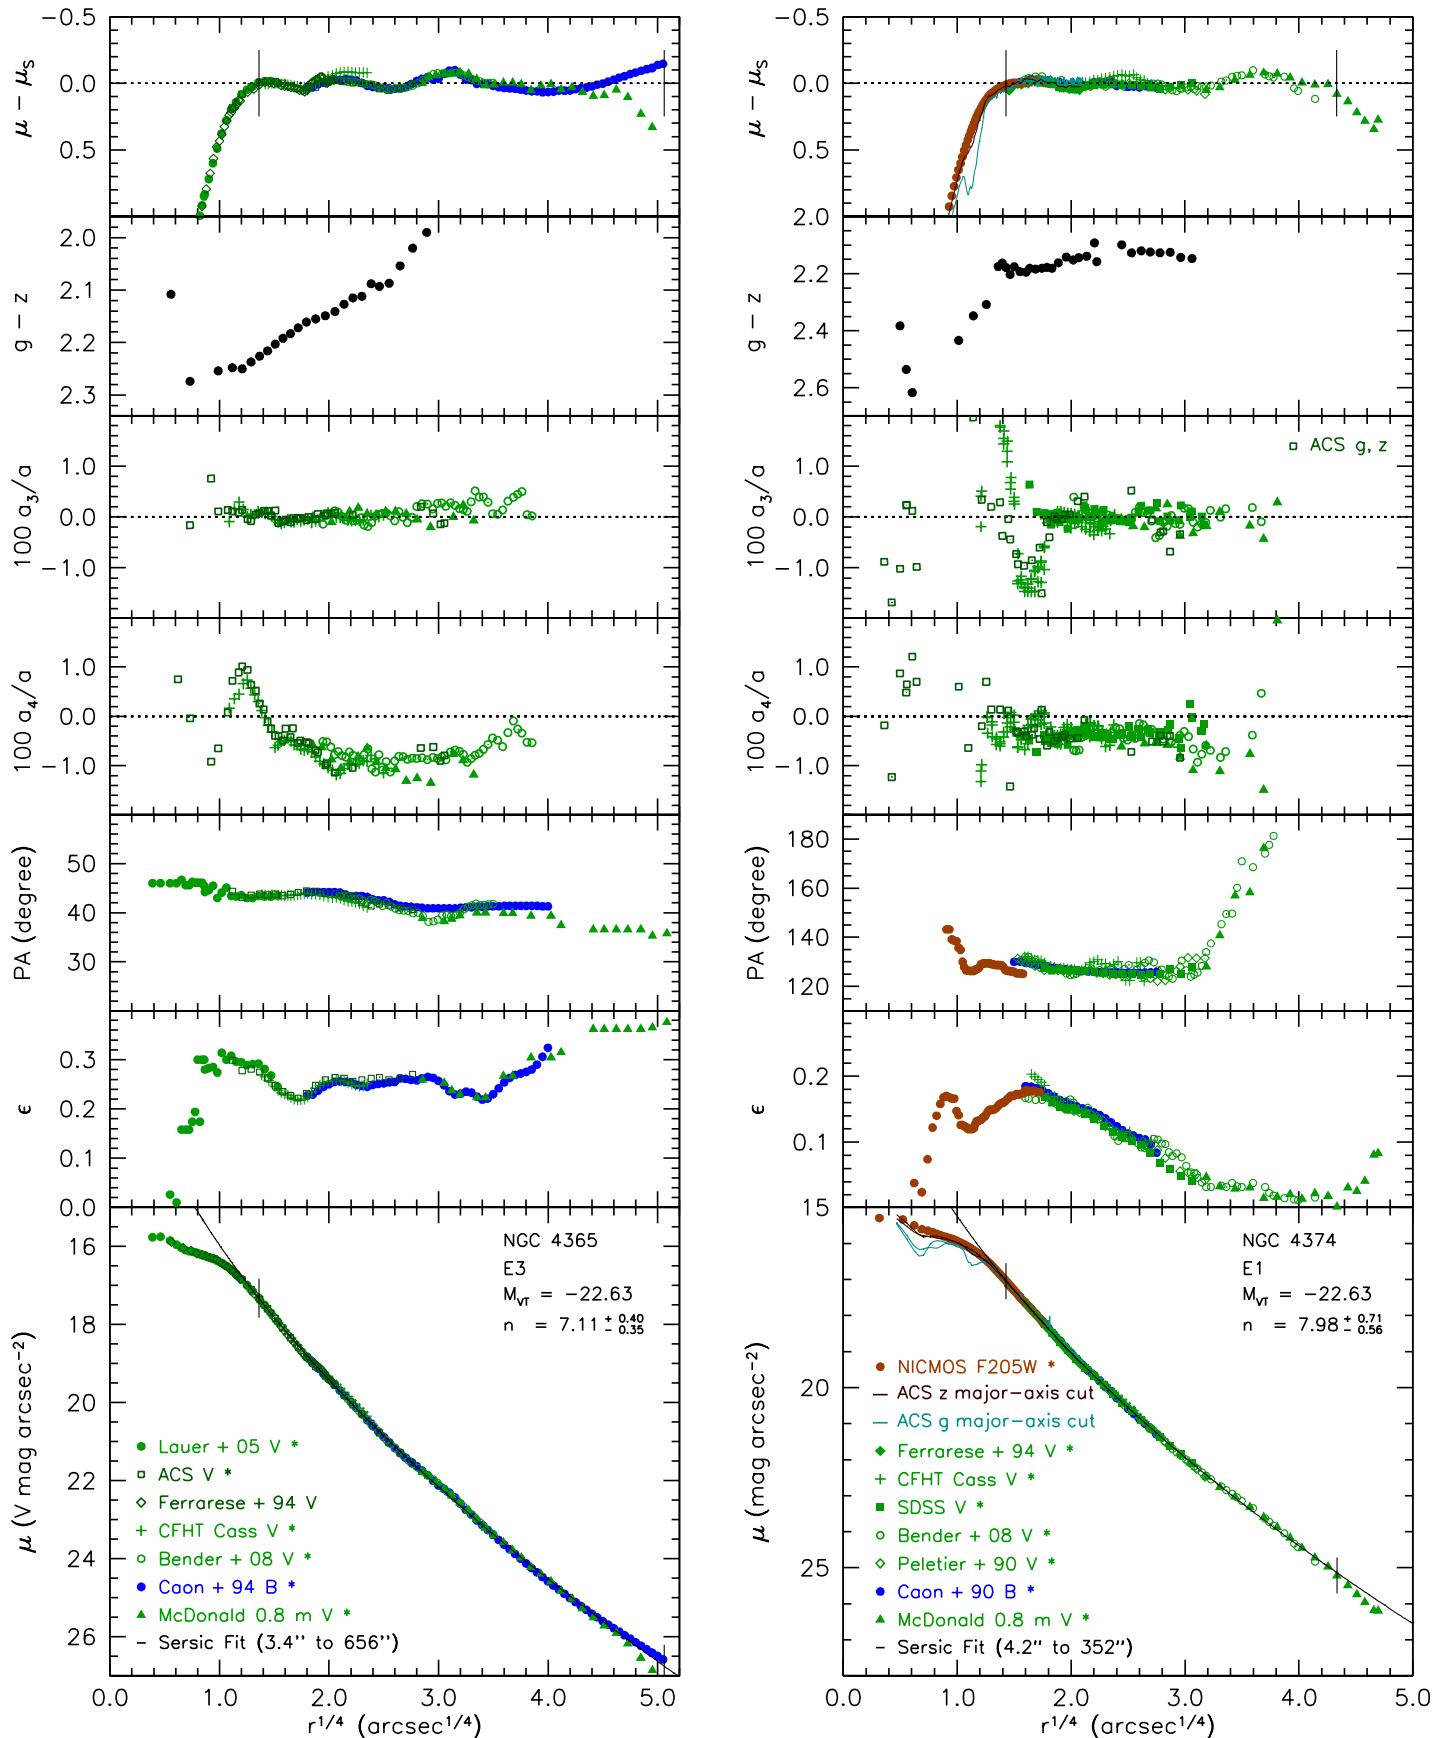 −0.5
0.0
0.5
μ − μS
2.0
2.1
2.2
2.3
g − z
1.0
0.0
−1.0
100 a3/a
1.0
0.0
−1.0
100 a4/a
50
40
30
PA (degree)
0.3
0.2
0.1
0.0
ϵ
16
18
20
22
24
26
μ (V mag arcsec−2)
NGC 4365
E3
MVT = −22.63
n = 7.11 + 0.40 − 0.35
Lauer + 05 V *
ACS V *
Ferrarese + 94 V
CFHT Cass V *
Bender + 08 V *
Caon + 94 B *
McDonald 0.8 m V *
Sersic Fit (3.4'' to 656'')
0.0 1.0 2.0 3.0 4.0 5.0
r1/4 (arcsec1/4)
−0.5
0.0
0.5
μ − μS
2.0
2.2
2.4
2.6
g − z
1.0
0.0
−1.0
100 a3/a
ACS g, z
1.0
0.0
−1.0
100 a4/a
180
160
140
120
PA (degree)
0.2
0.1
ϵ
15
20
25
μ (mag arcsec−2)
NGC 4374
E1
MVT = −22.63
n = 7.98 + 0.71 − 0.56
NICMOS F205W *
ACS z major−axis cut
ACS g major−axis cut
Ferrarese + 94 V *
CFHT Cass V *
SDSS V *
Bender + 08 V *
Peletier + 90 V *
Caon + 90 B *
McDonald 0.8 m V *
Sersic Fit (4.2'' to 352'')
0.0 1.0 2.0 3.0 4.0 5.0
r1/4 (arcsec1/4)